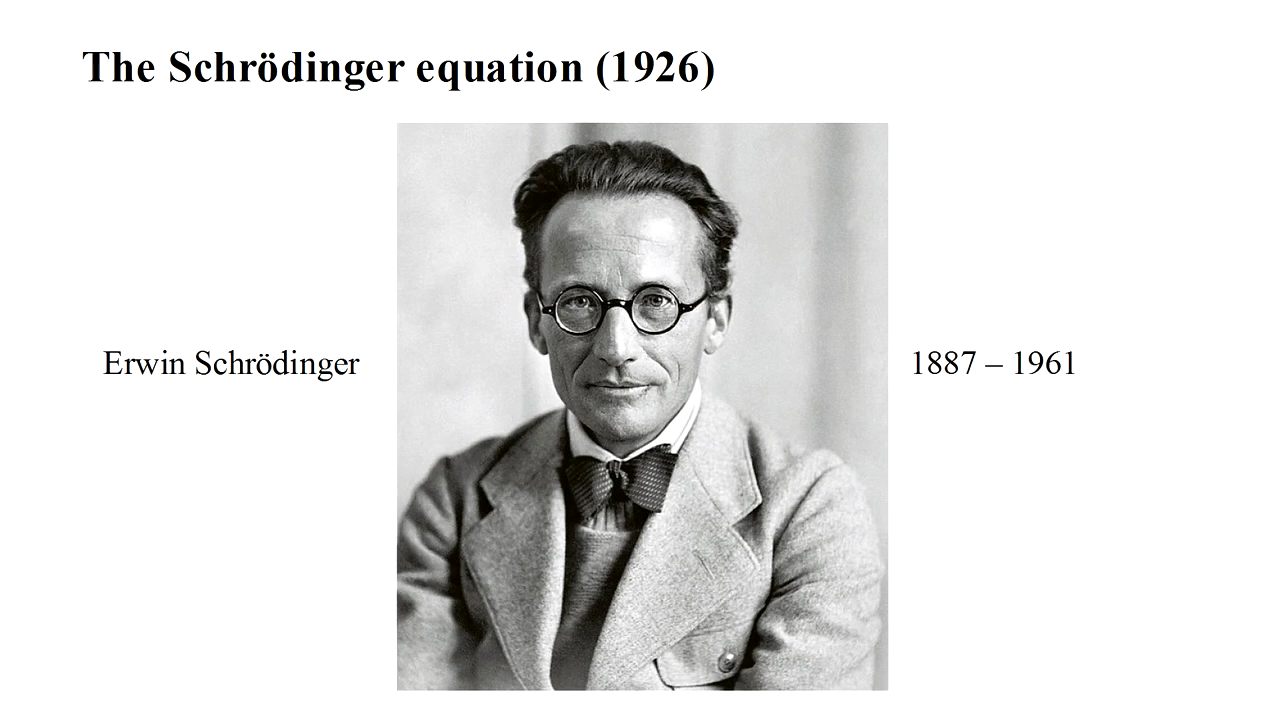 The Schrödinger equation (1926)
Erwin Schrödinger
1887 – 1961